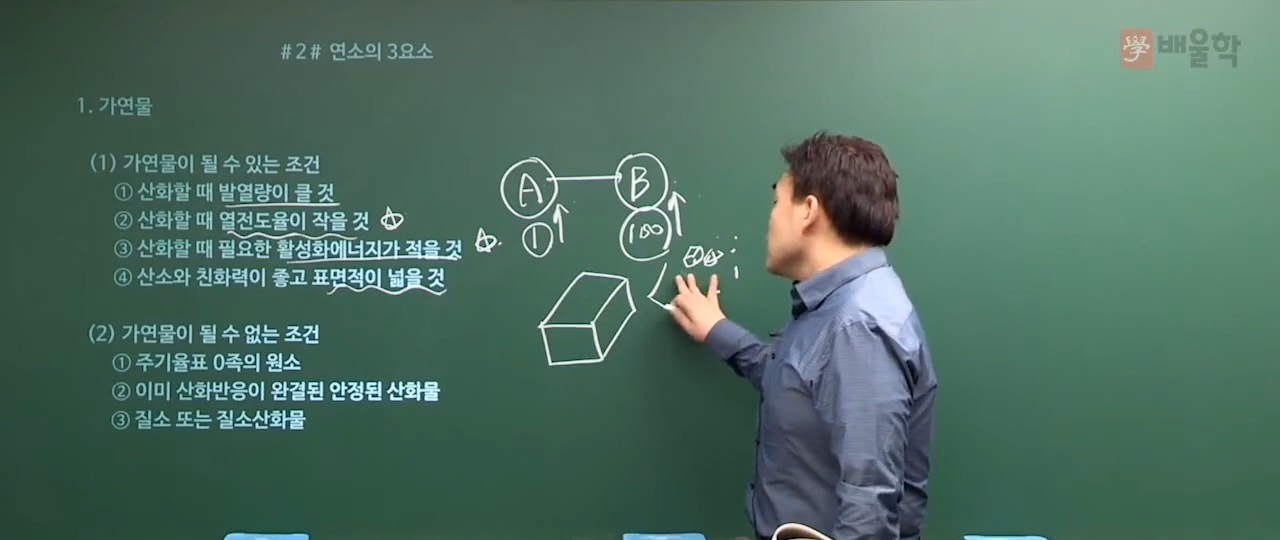 #2# 연소의 3요소
學 배울학
1. 가연물
(1) 가연물이 될 수 있는 조건
① 산화할 때 발열량이 클 것
② 산화할 때 열전도율이 작을 것
③ 산화할 때 필요한 활성화에너지가 적을 것
④ 산소와 친화력이 좋고 표면적이 넓을 것
A B
1 100
(2) 가연물이 될 수 없는 조건
① 주기율표 0족의 원소
② 이미 산화반응이 완결된 안정된 산화물
③ 질소 또는 질소산화물